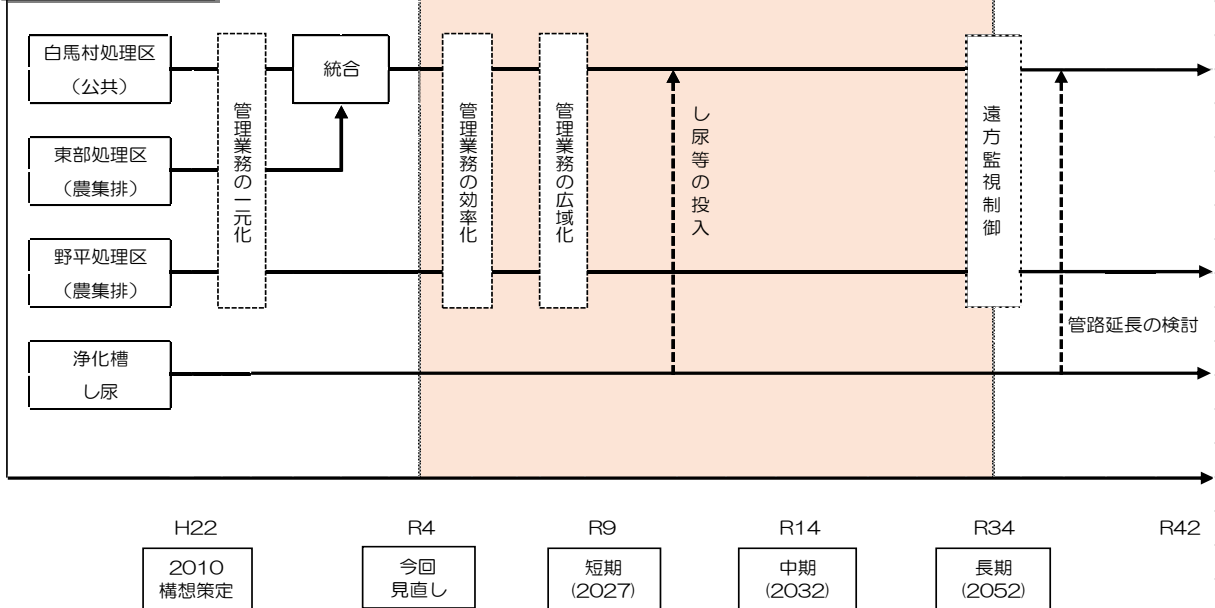 白馬村処理区
（公共）
東部処理区
（農集排）
野平処理区
（農集排）
浄化槽
し尿
管理業務の一元化
統合
管理業務の効率化
管理業務の広域化
し尿等の投入
遠方監視制御
管路延長の検討
H22
R4
R9
R14
R34
R42
2010
構想策定
今回
見直し
短期
(2027)
中期
(2032)
長期
(2052)